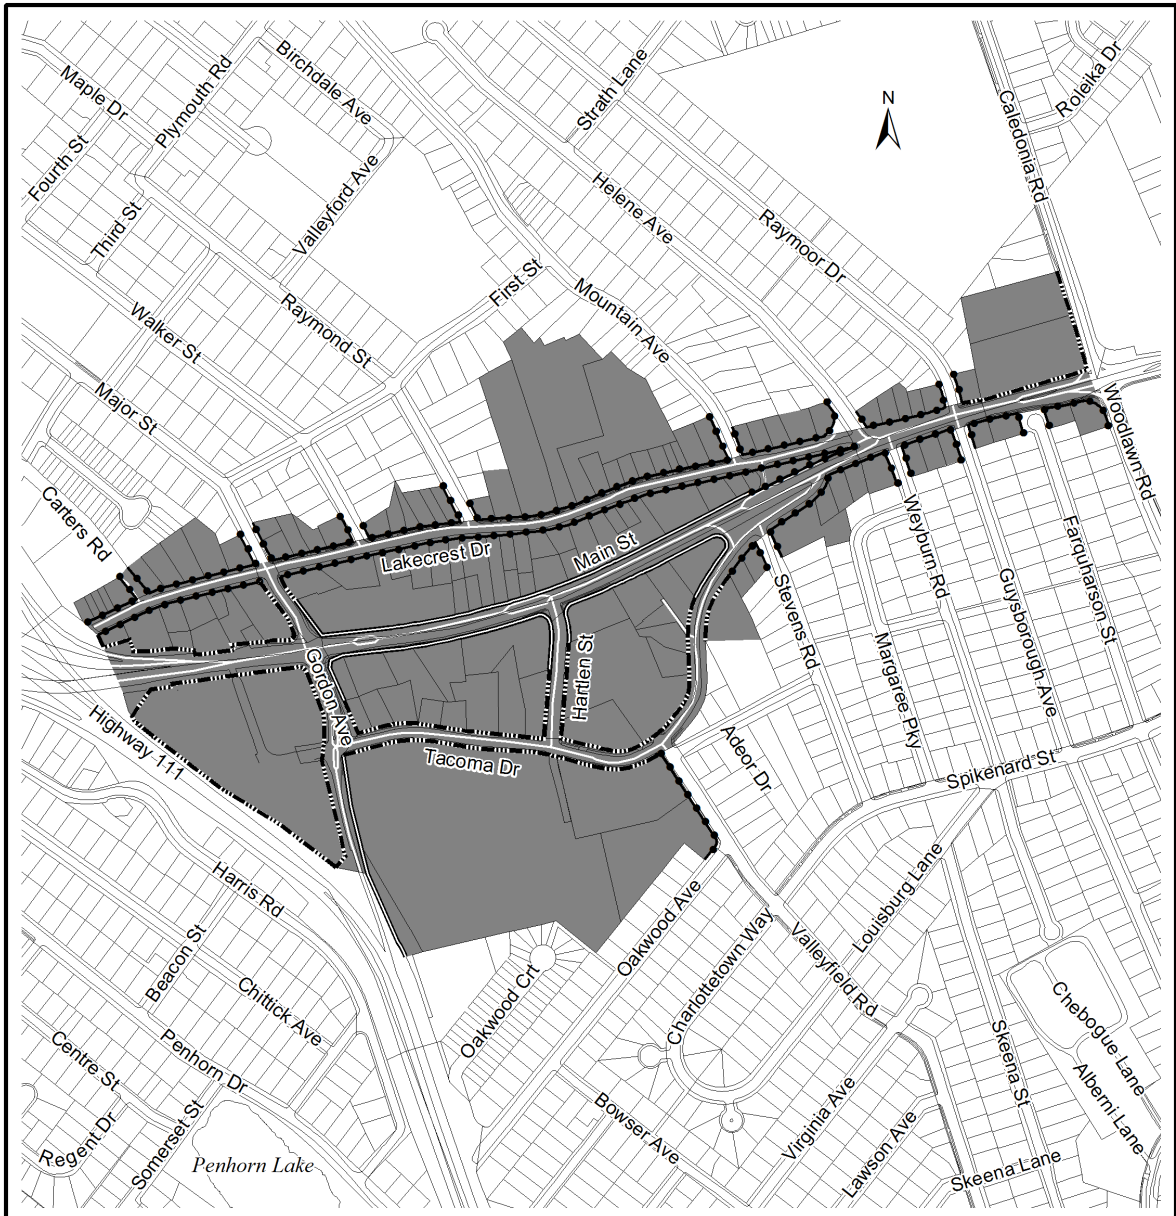 Birchdale Ave
Plymouth Rd
Maple Dr
Strath Lane
Roleika Dr
N
Caledonia Rd
Fourth St
Third St
Valleyford Ave
Helene Ave
Raymoor Dr
First St
Mountain Ave
Raymond St
Walker St
Major St
Woodlawn Rd
Carters Rd
Lakecrest Dr
Main St
Weyburn Rd
Farquharson St
Guysborough Ave
Stevens Rd
Margaree Pky
Hartlen St
Gordon Ave
Highway 111
Tacoma Dr
Adeor Dr
Spikenard St
Harris Rd
Louisburg Lane
Oakwood Ave
Charlottetown Way
Valleyfield Rd
Beacon St
Chittick Ave
Oakwood Crt
Chebogue Lane
Centre St
Penhorn Dr
Skeena St
Alberni Lane
Bowser Ave
Virginia Ave
Lawson Ave
Regent Dr
Somerset St
Penhorn Lake
Skeena Lane